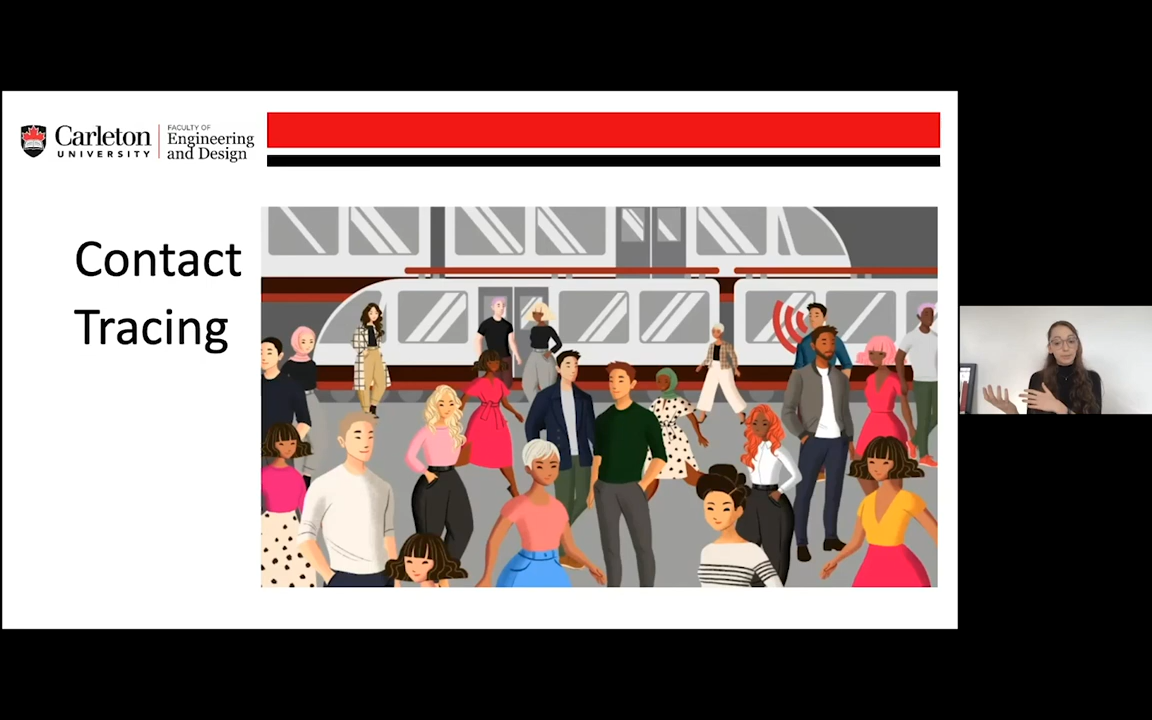 Carleton
UNIVERSITY
FACULTY OF
Engineering
and Design
Contact
Tracing